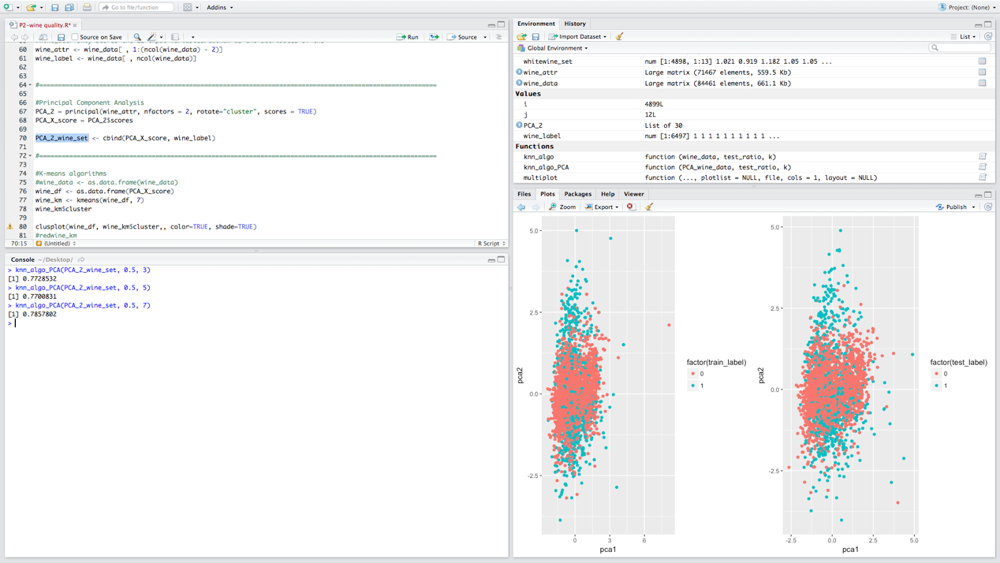 Go to file/function
Addins
Project: (None)
P2-wine quality.R*
Source on Save
Run
Source
60 wine_attr <- wine_data[ , 1:(ncol(wine_data) - 2)]
61 wine_label <- wine_data[ , ncol(wine_data)]
62
63
64 #==========================================================================================================
65
66 #Principal Component Analysis
67 PCA_2 = principal(wine_attr, nfactors = 2, rotate="cluster", scores = TRUE)
68 PCA_X_score = PCA_2$scores
69
70 PCA_2_wine_set <- cbind(PCA_X_score, wine_label)
71
72 #==========================================================================================================
73
74 #K-means algorithms
75 #wine_data <- as.data.frame(wine_data)
76 wine_df <- as.data.frame(PCA_X_score)
77 wine_km <- kmeans(wine_df, 7)
78 wine_km$cluster
79
80 clusplot(wine_df, wine_km$cluster,, color=TRUE, shade=TRUE)
81 #redwine_km
70:15 (Untitled) R Script
Console ~/Desktop/
> knn_algo_PCA(PCA_2_wine_set, 0.5, 3)
[1] 0.7728532
> knn_algo_PCA(PCA_2_wine_set, 0.5, 5)
[1] 0.7700831
> knn_algo_PCA(PCA_2_wine_set, 0.5, 7)
[1] 0.7857802
>
Environment History
Import Dataset List
Global Environment
whitewine_set num [1:4898, 1:13] 1.021 0.919 1.182 1.05 1.05 ...
wine_attr Large matrix (71467 elements, 559.5 Kb)
wine_data Large matrix (84461 elements, 661.1 Kb)
Values
i 4899L
j 12L
PCA_2 List of 30
wine_label num [1:6497] 1 1 1 1 1 1 1 1 1 1 ...
Functions
knn_algo function (wine_data, test_ratio, k)
knn_algo_PCA function (PCA_wine_data, test_ratio, k)
multiplot function (..., plotlist = NULL, file, cols = 1, layout = NULL)
Files Plots Packages Help Viewer
Zoom Export Publish
5.0
2.5
0.0
-2.5
pca2
0 3 6
pca1
factor(train_label)
0
1
5.0
2.5
0.0
-2.5
pca2
-2.5 0.0 2.5 5.0
pca1
factor(test_label)
0
1